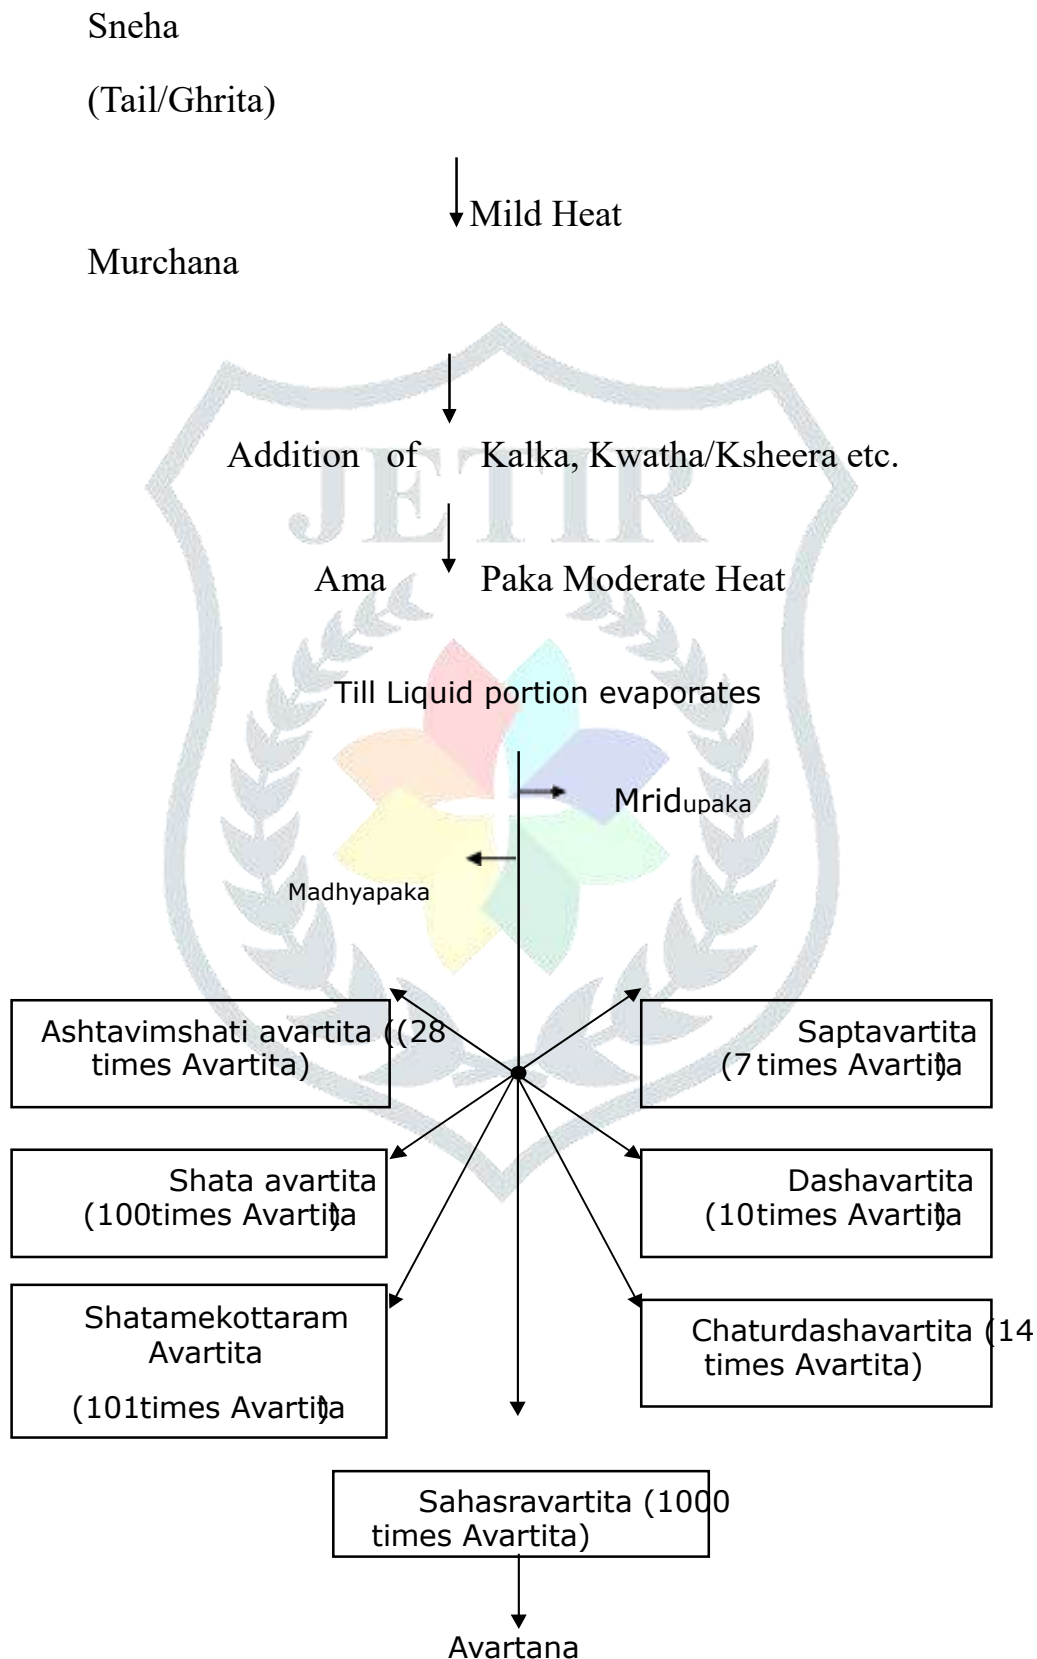 Sneha
(Tail/Ghrita)
Mild Heat
Murchana
JETIR
Addition of Kalka, Kwatha/Ksheera etc.
Ama Paka Moderate Heat
Till Liquid portion evaporates
Mridupaka
Madhyapaka
Ashtavimshati avartita ((28
times Avartita)
Saptavartita
(7 times Avartita)
Shata avartita
(100times Avartita)
Dashavartita
(10times Avartita)
Shatamekottaram
Avartita
(101times Avartita)
Chaturdashavartita (14
times Avartita)
Sahasravartita (1000
times Avartita)
Avartana